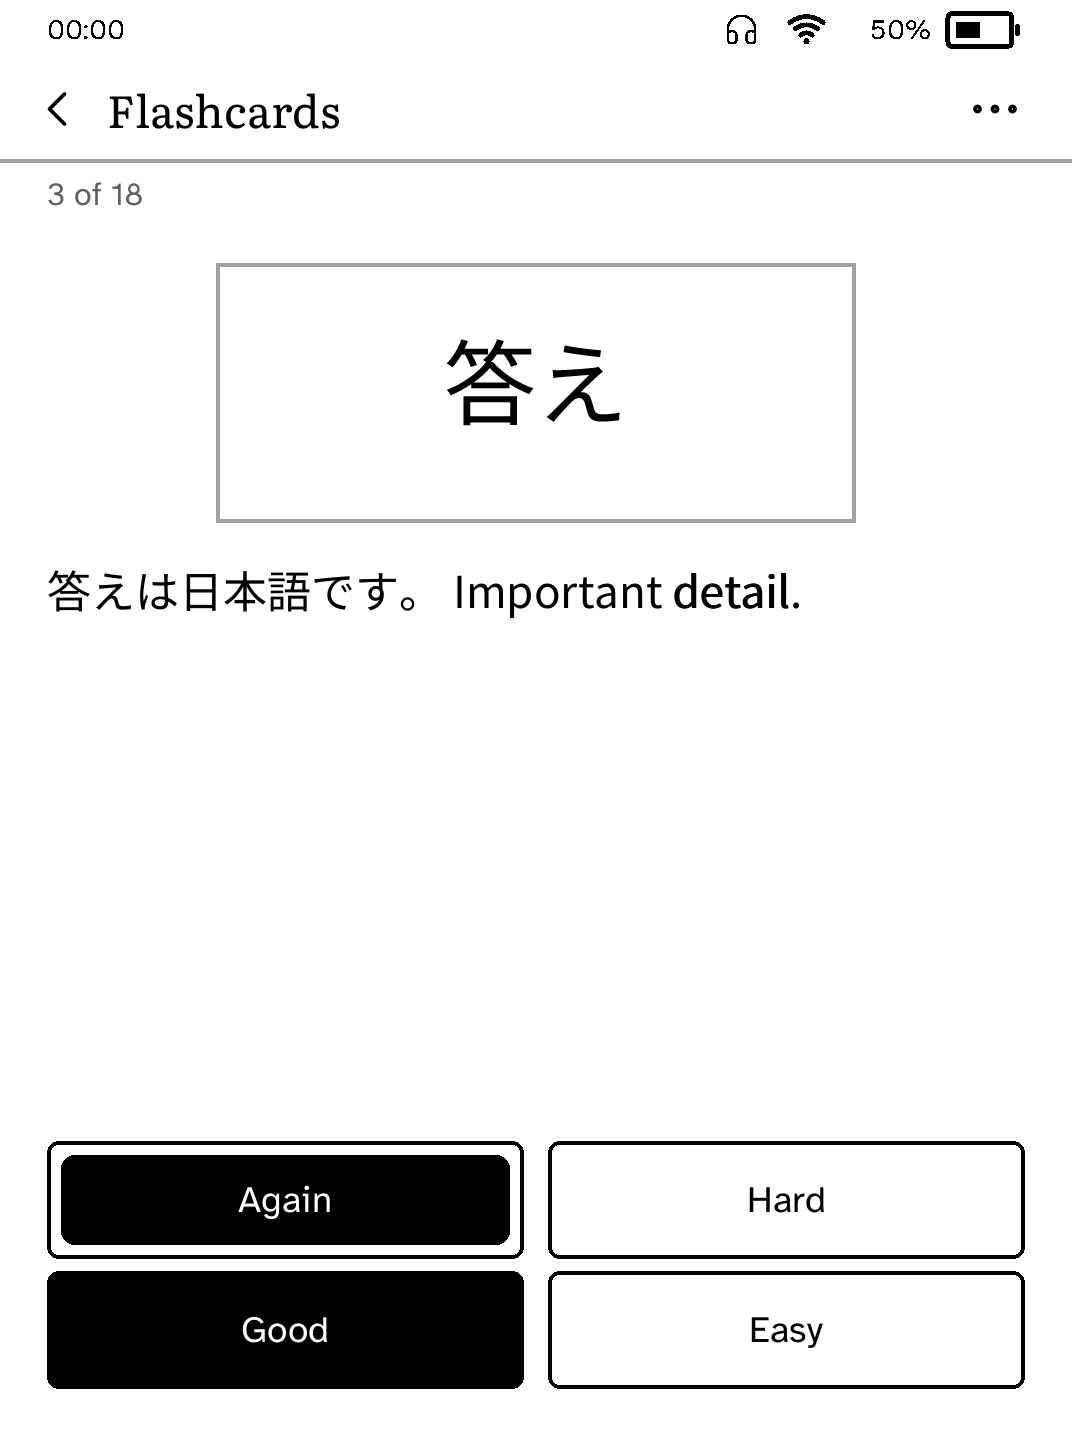 00:00 50%
Flashcards
3 of 18
答え
答えは日本語です。 Important detail.
Again Hard
Good Easy